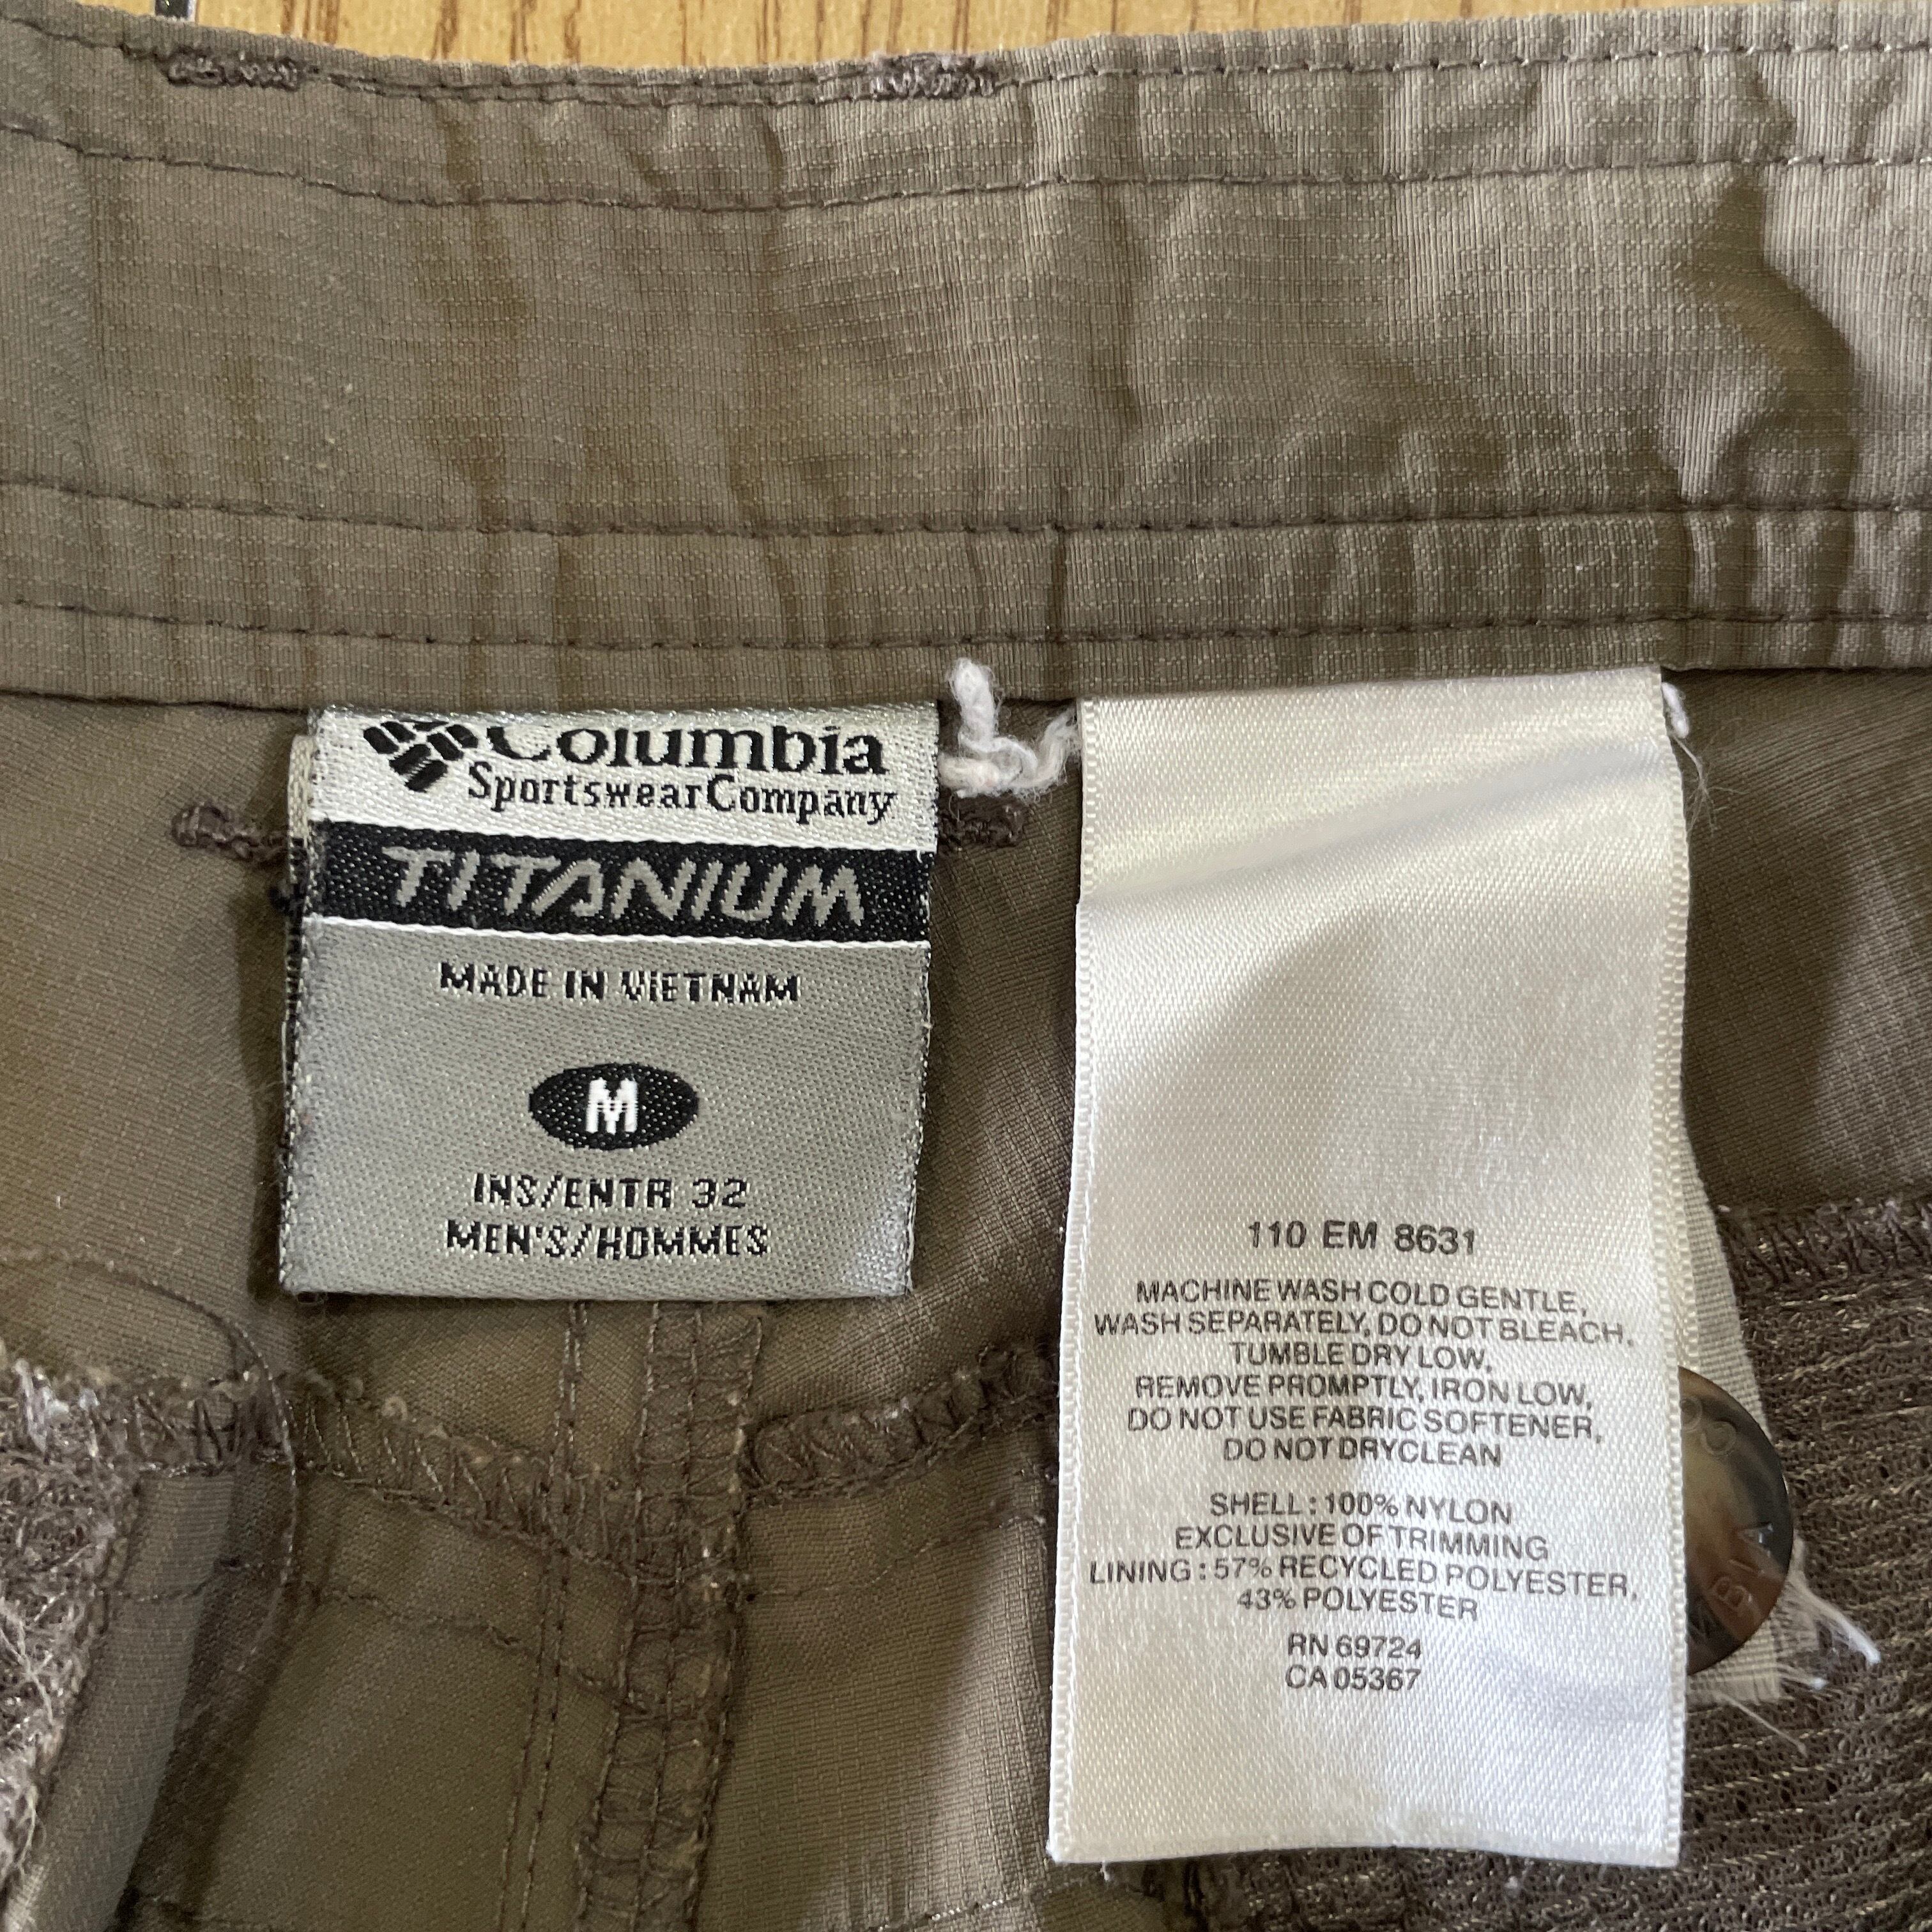 Columbia
Sportswear Company
TITANIUM
MADE IN VIETNAM
M
INS/ENTR 32
MEN'S/HOMMES
110 EM 8631
MACHINE WASH COLD GENTLE,
WASH SEPARATELY, DO NOT BLEACH,
TUMBLE DRY LOW,
REMOVE PROMPTLY, IRON LOW,
DO NOT USE FABRIC SOFTENER,
DO NOT DRYCLEAN
SHELL : 100% NYLON
EXCLUSIVE OF TRIMMING
LINING : 57% RECYCLED POLYESTER,
43% POLYESTER
RN 69724
CA 05367